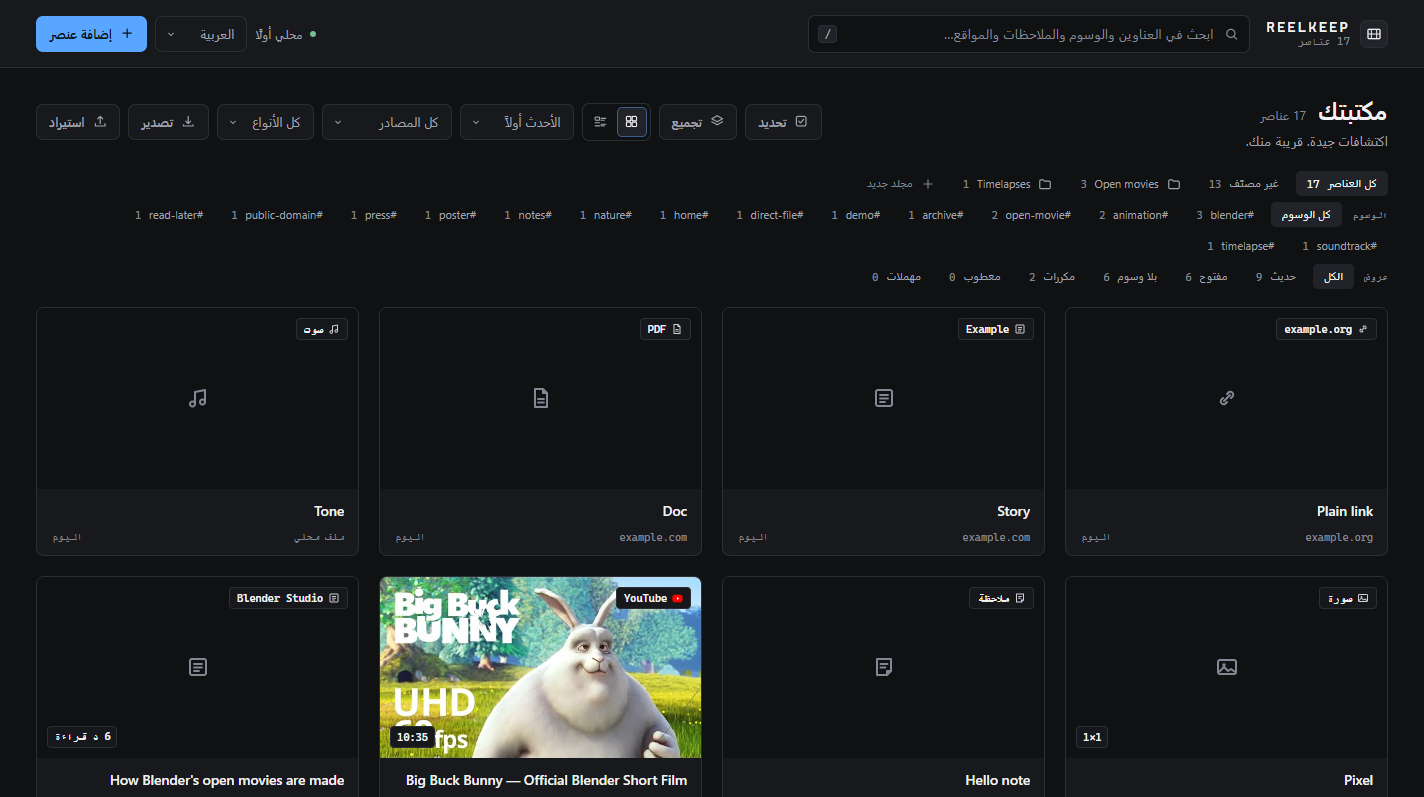 REELKEEP
17 عناصر
ابحث في العناوين والوسوم والملاحظات والمواقع...
/
محلي أولًا
العربية
إضافة عنصر
مكتبتك 17 عناصر
اكتشافات جيدة. قريبة منك.
تحديد
تجميع
الأحدث أولاً
كل المصادر
كل الأنواع
تصدير
استيراد
كل العناصر 17 غير مصنّف 13 Open movies 3 Timelapses 1 مجلد جديد
الوسوم كل الوسوم #blender 3 #animation 2 #open-movie 2 #archive 1 #demo 1 #direct-file 1 #home 1 #nature 1 #notes 1 #poster 1 #press 1 #public-domain 1 #read-later 1
#soundtrack 1 #timelapse 1
عروض الكل حديث 9 مفتوح 6 بلا وسوم 6 مكررات 2 معطوب 0 مهملات 0
example.org
Plain link
example.org اليوم
Example
Story
example.com اليوم
PDF
Doc
example.com اليوم
صوت
Tone
ملف محلي اليوم
صورة
1×1
Pixel
ملاحظة
Hello note
YouTube
Big Buck
BUNNY
UHD
60fps
10:35
Big Buck Bunny — Official Blender Short Film
Blender Studio
6 د قراءة
How Blender's open movies are made